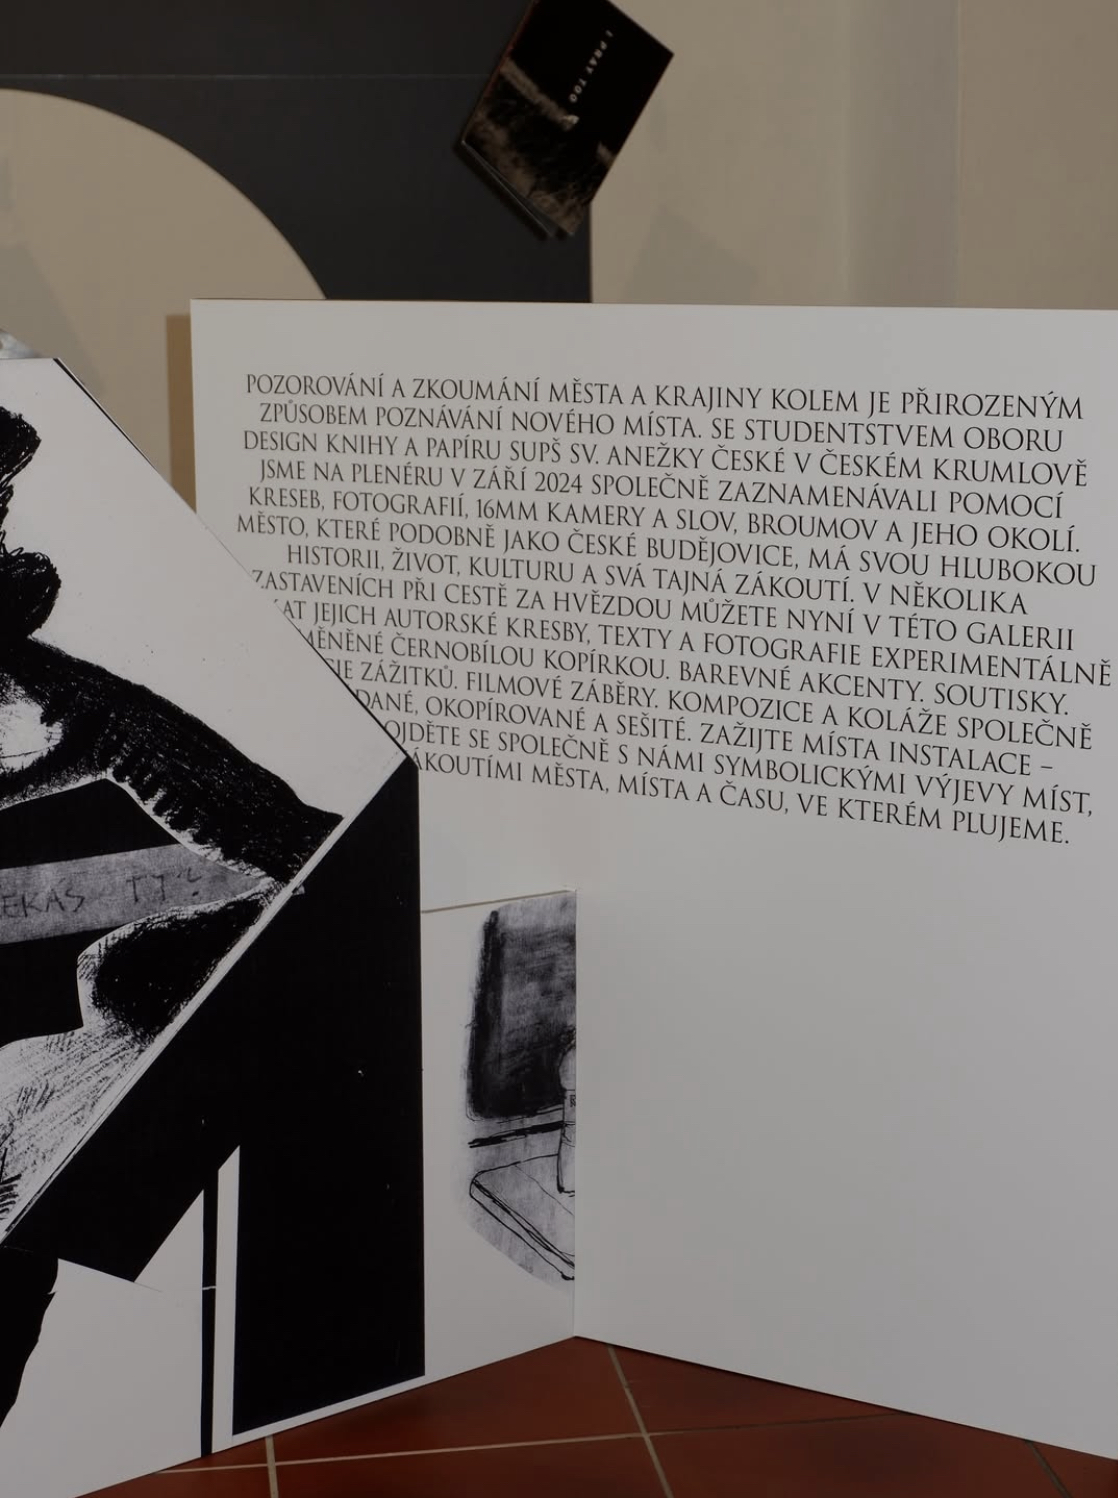 I PRAY TOO
POZOROVÁNÍ A ZKOUMÁNÍ MĚSTA A KRAJINY KOLEM JE PŘIROZENÝM
ZPŮSOBEM POZNÁVÁNÍ NOVÉHO MÍSTA. SE STUDENTSTVEM OBORU
DESIGN KNIHY A PAPÍRU SUPŠ SV. ANEŽKY ČESKÉ V ČESKÉM KRUMLOVĚ
JSME NA PLENÉRU V ZÁŘÍ 2024 SPOLEČNĚ ZAZNAMENÁVALI POMOCÍ
KRESEB, FOTOGRAFIÍ, 16MM KAMERY A SLOV, BROUMOV A JEHO OKOLÍ.
MĚSTO, KTERÉ PODOBNĚ JAKO ČESKÉ BUDĚJOVICE, MÁ SVOU HLUBOKOU
HISTORII, ŽIVOT, KULTURU A SVÁ TAJNÁ ZÁKOUTÍ. V NĚKOLIKA
ZASTAVENÍCH PŘI CESTĚ ZA HVĚZDOU MŮŽETE NYNÍ V TÉTO GALERII
JEJICH AUTORSKÉ KRESBY, TEXTY A FOTOGRAFIE EXPERIMENTÁLNĚ
ČERNOBÍLOU KOPÍRKOU. BAREVNÉ AKCENTY. SOUTISKY.
ZÁŽITKŮ. FILMOVÉ ZÁBĚRY. KOMPOZICE A KOLÁŽE SPOLEČNĚ
OKOPÍROVANÉ A SEŠITÉ. ZAŽIJTE MÍSTA INSTALACE –
SE SPOLEČNĚ S NÁMI SYMBOLICKÝMI VÝJEVY MÍST,
MĚSTA, MÍSTA A ČASU, VE KTERÉM PLUJEME.